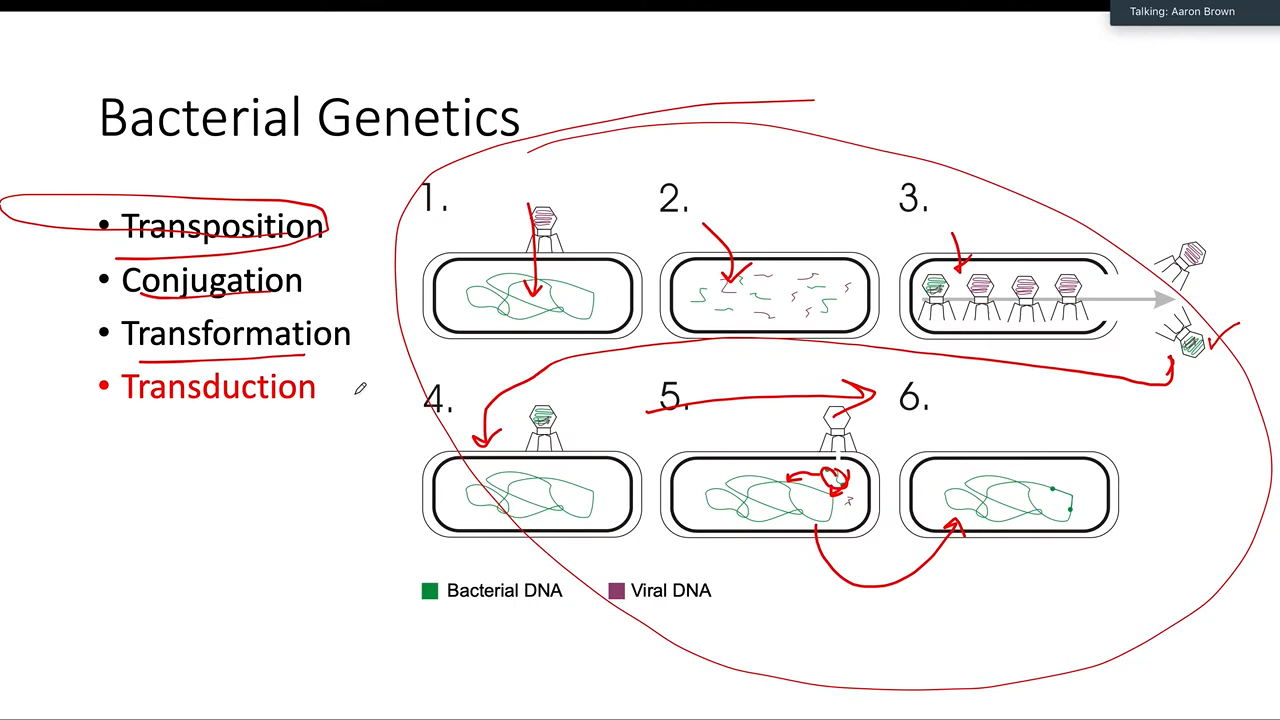 Talking: Aaron Brown
Bacterial Genetics
• Transposition
• Conjugation
• Transformation
• Transduction
1. 2. 3.
4. 5. 6.
Bacterial DNA Viral DNA